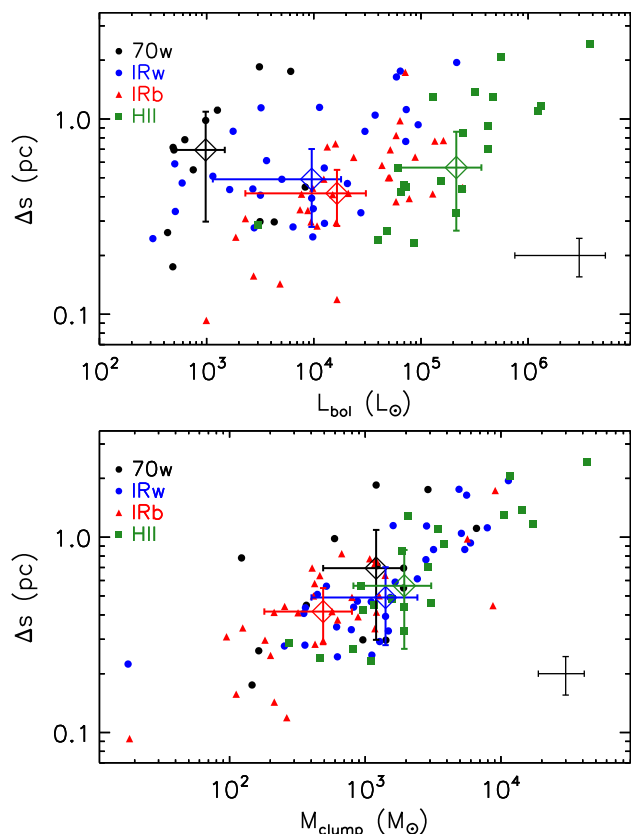 70w
IRw
IRb
HII
1.0
0.1
Δs (pc)
10² 10³ 10⁴ 10⁵ 10⁶
L_bol (L_⊙)
70w
IRw
IRb
HII
1.0
0.1
Δs (pc)
10² 10³ 10⁴
M_clump (M_⊙)